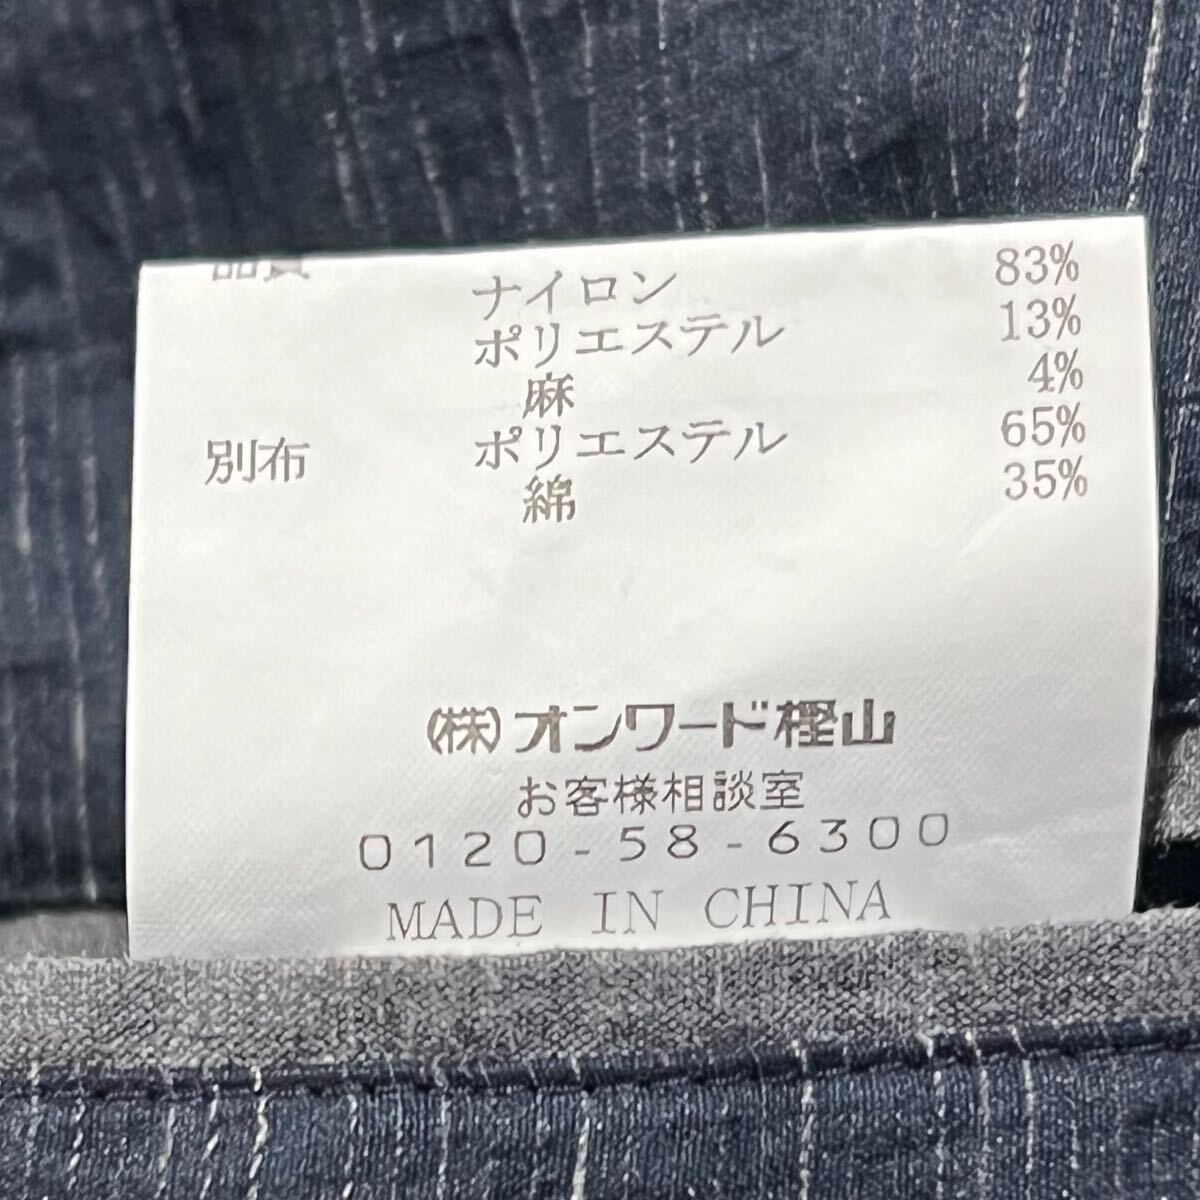 品質 ナイロン 83%
ポリエステル 13%
麻 4%
別布 ポリエステル 65%
綿 35%
(株)オンワード樫山
お客様相談室
0120-58-6300
MADE IN CHINA